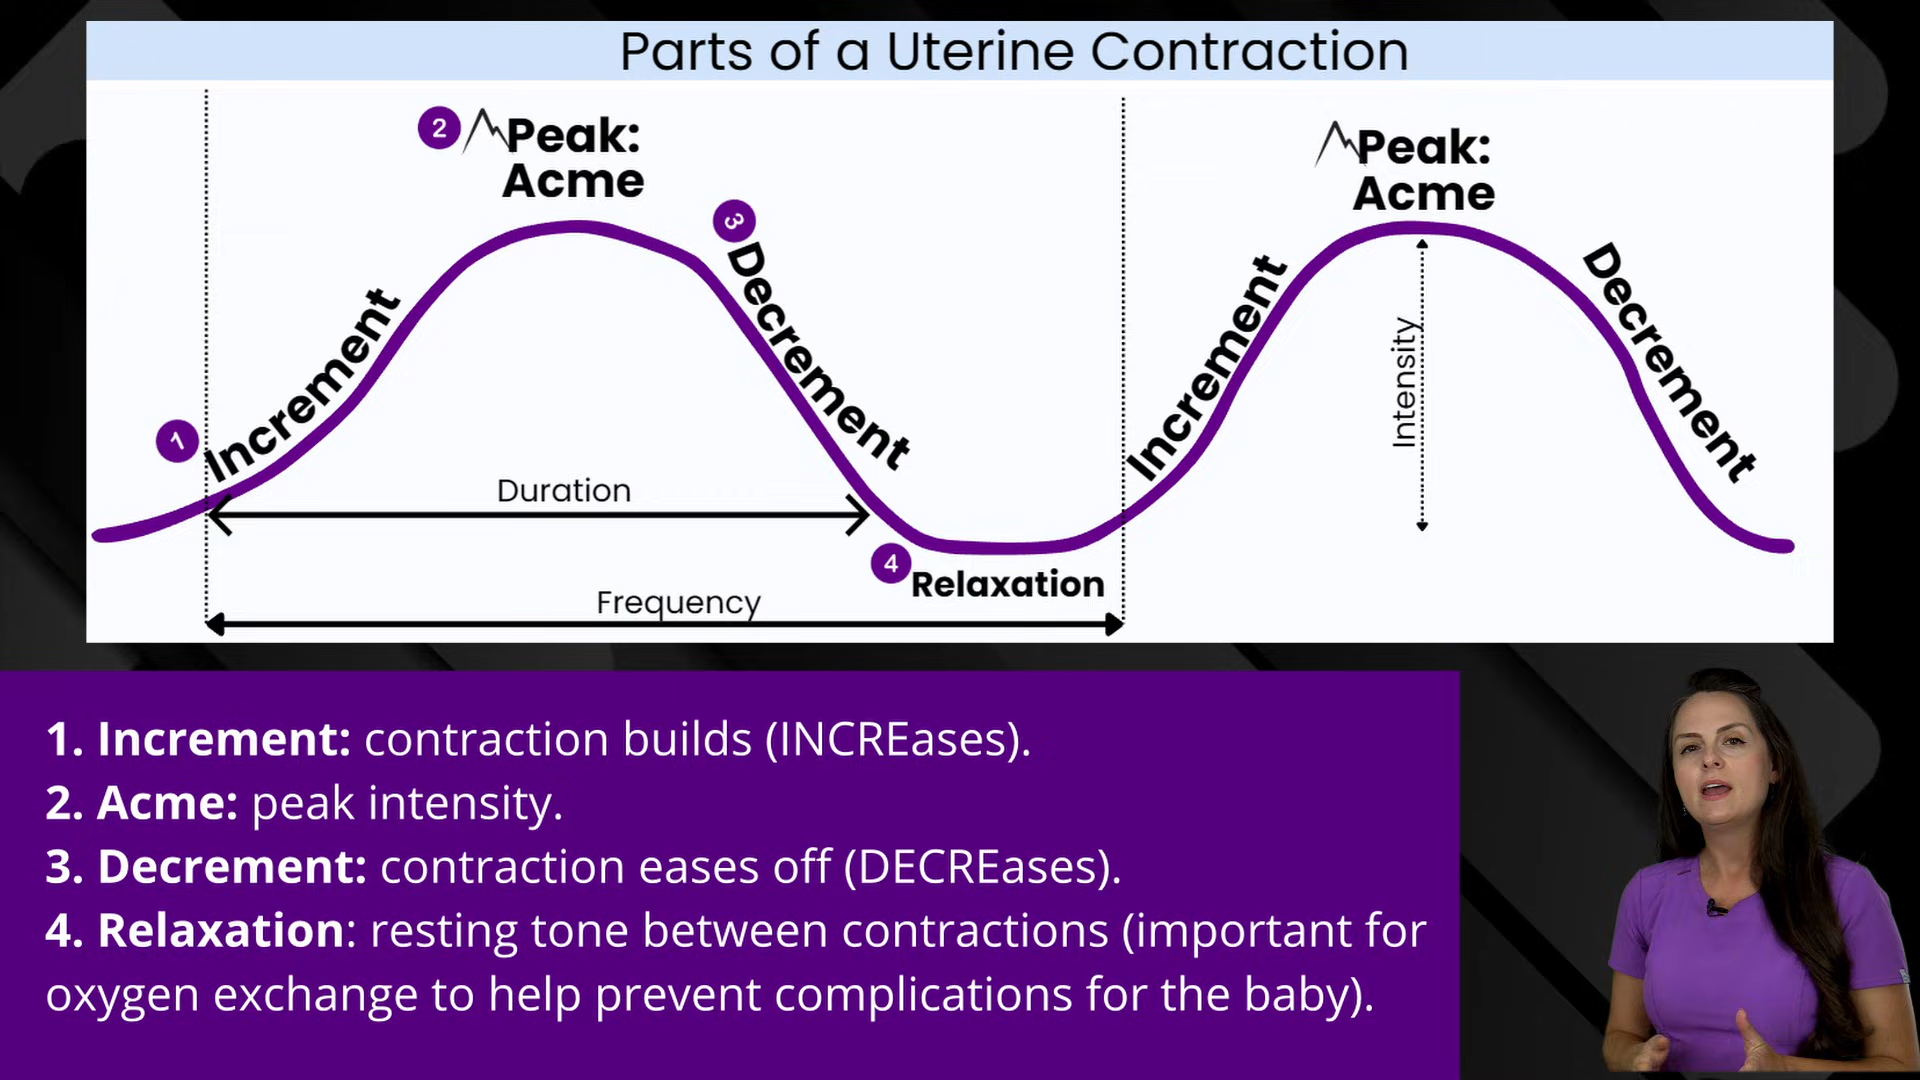 Parts of a Uterine Contraction
2 Peak:
Acme
Peak:
Acme
3
Decrement
Increment
1
Increment
Decrement
Intensity
Duration
4 Relaxation
Frequency
1. Increment: contraction builds (INCREases).
2. Acme: peak intensity.
3. Decrement: contraction eases off (DECREases).
4. Relaxation: resting tone between contractions (important for
oxygen exchange to help prevent complications for the baby).